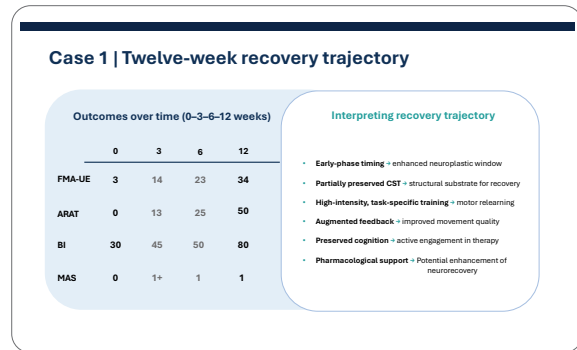 Case 1 | Twelve-week recovery trajectory
Outcomes over time (0–3–6–12 weeks)
0 3 6 12
FMA-UE 3 14 23 34
ARAT 0 13 25 50
BI 30 45 50 80
MAS 0 1+ 1 1
Interpreting recovery trajectory
• Early-phase timing → enhanced neuroplastic window
• Partially preserved CST → structural substrate for recovery
• High-intensity, task-specific training → motor relearning
• Augmented feedback → improved movement quality
• Preserved cognition → active engagement in therapy
• Pharmacological support → Potential enhancement of
neurorecovery